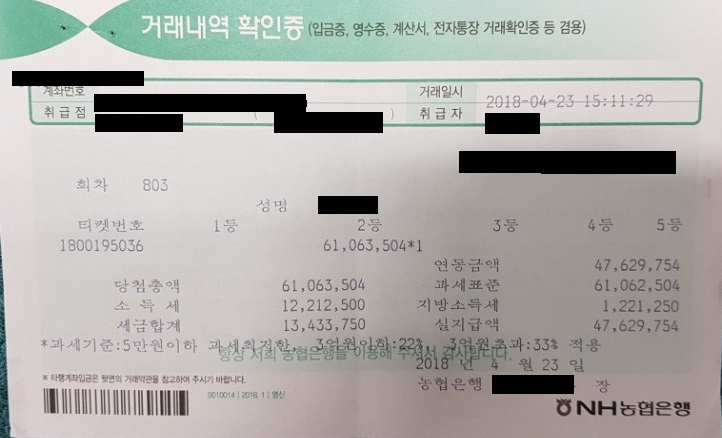 거래내역 확인증 (입금증, 영수증, 계산서, 전자통장 거래확인증 등 겸용)
계좌번호 거래일시 2018-04-23 15:11:29
취급점 ( ) 취급자
회차 803
성명
티켓번호 1등 2등 3등 4등 5등
1800195036 61,063,504*1
연동금액 47,629,754
당첨총액 61,063,504 과세표준 61,062,504
소 득 세 12,212,500 지방소득세 1,221,250
세금합계 13,433,750 실지급액 47,629,754
*과세기준:5만원이하 과세최저한, 3억원이하:22%, 3억원초과:33% 적용
항상 저희 농협은행을 이용해 주셔서 감사합니다.
2018 년 4 월 23 일
* 타행계좌입금은 뒷면의 거래약관을 참고하여 주시기 바랍니다.
농협은행 장
0010014 | 2018. 1 | 명신
NH농협은행